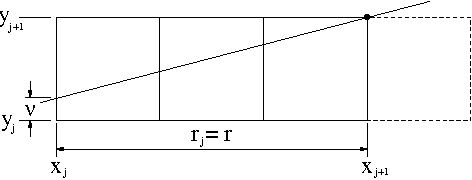 y_{j+1}
ν
y_j
r_j = r
x_j x_{j+1}